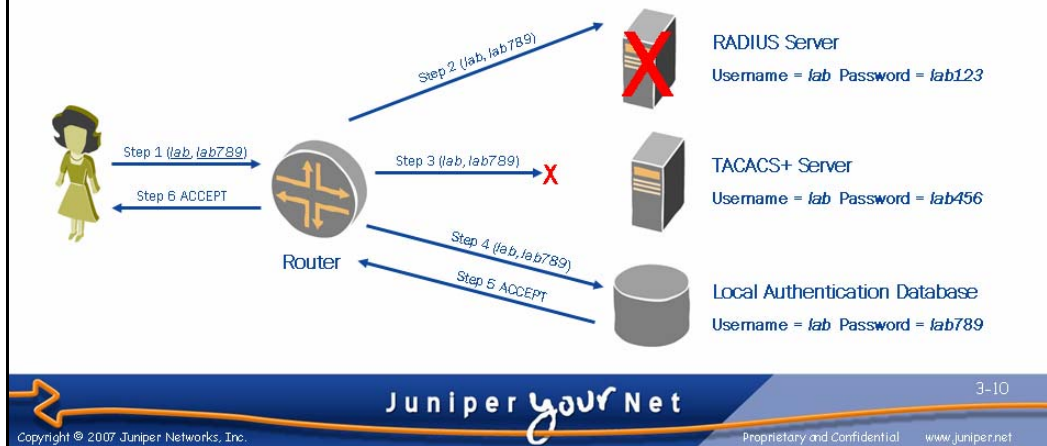 Step 2 (lab, lab789)
RADIUS Server
Username = lab Password = lab123
X
Step 1 (lab, lab789)
Step 3 (lab, lab789)
X
TACACS+ Server
Username = lab Password = lab456
Step 6 ACCEPT
Router
Step 4 (lab, lab789)
Step 5 ACCEPT
Local Authentication Database
Username = lab Password = lab789
Juniper your Net
3-10
Copyright © 2007 Juniper Networks, Inc.
Proprietary and Confidential www.juniper.net